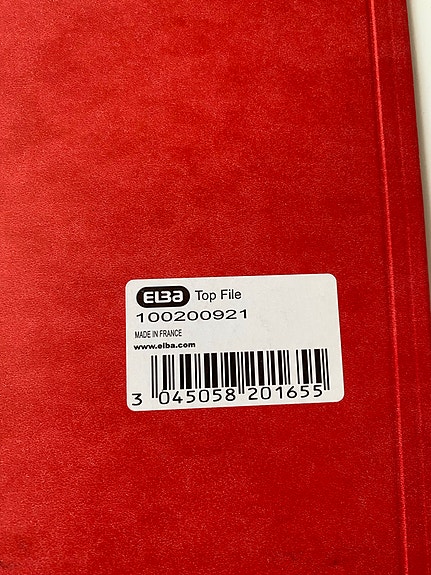 ELBA Top File
100200921
MADE IN FRANCE
www.elba.com
3 045058 201655